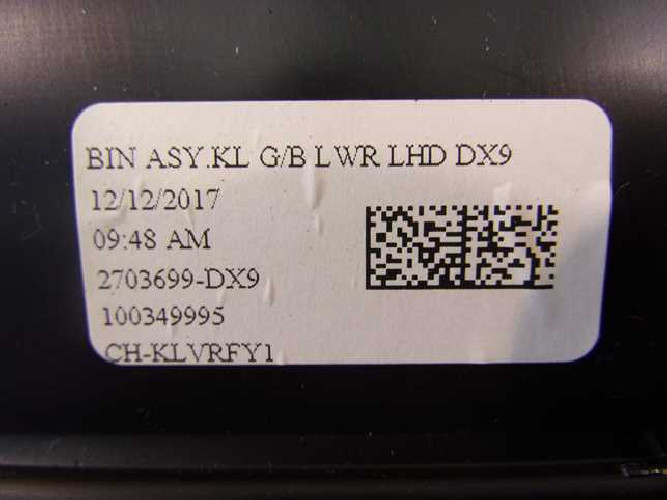 BIN ASY.KL G/B LWR LHD DX9
12/12/2017
09:48 AM
2703699-DX9
100349995
CH-KLVRFY1